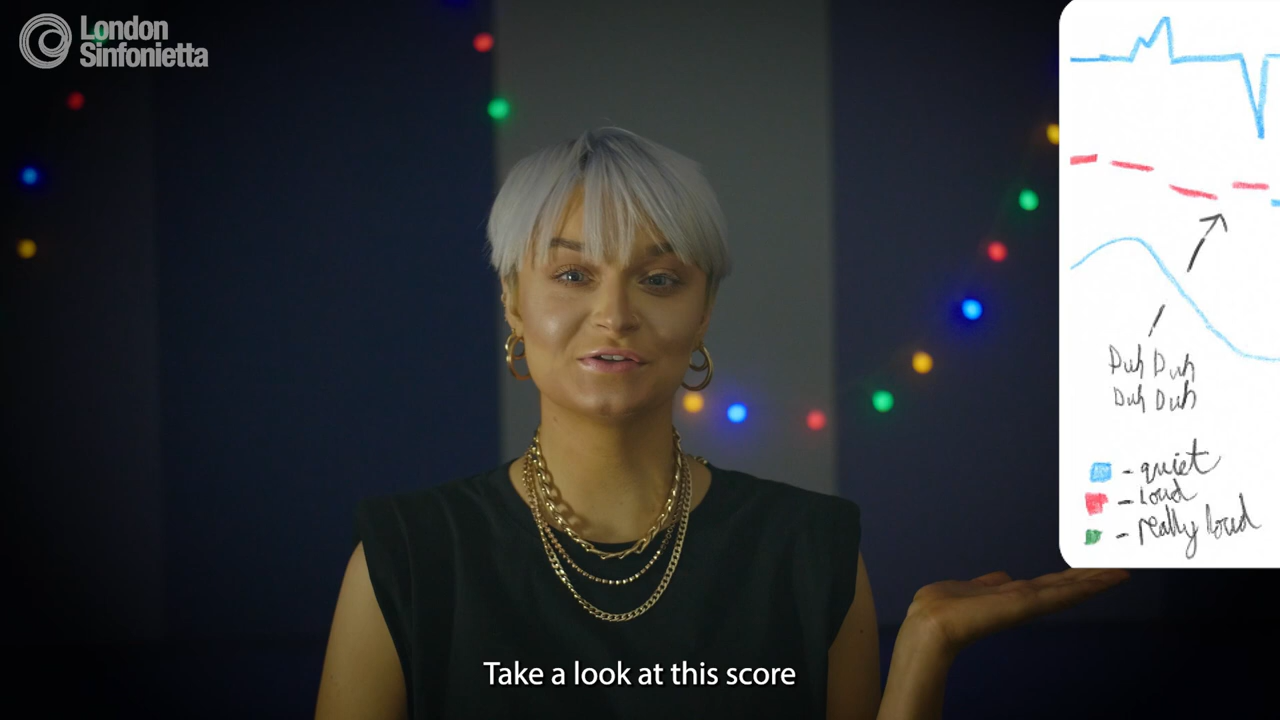 London
Sinfonietta
Duh Duh
Duh Duh
- quiet
- loud
- really loud
Take a look at this score